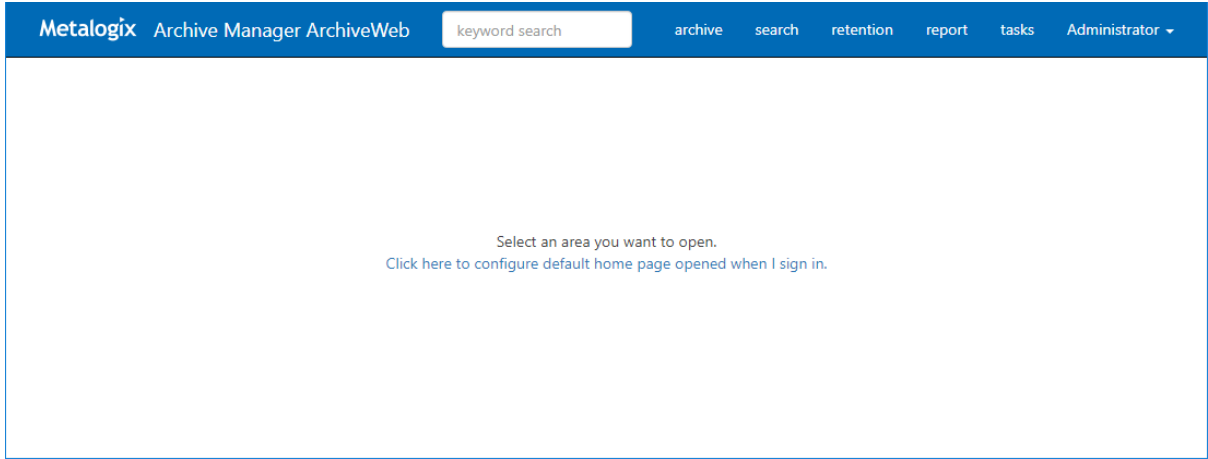 Metalogix Archive Manager ArchiveWeb keyword search archive search retention report tasks Administrator
Select an area you want to open.
Click here to configure default home page opened when I sign in.